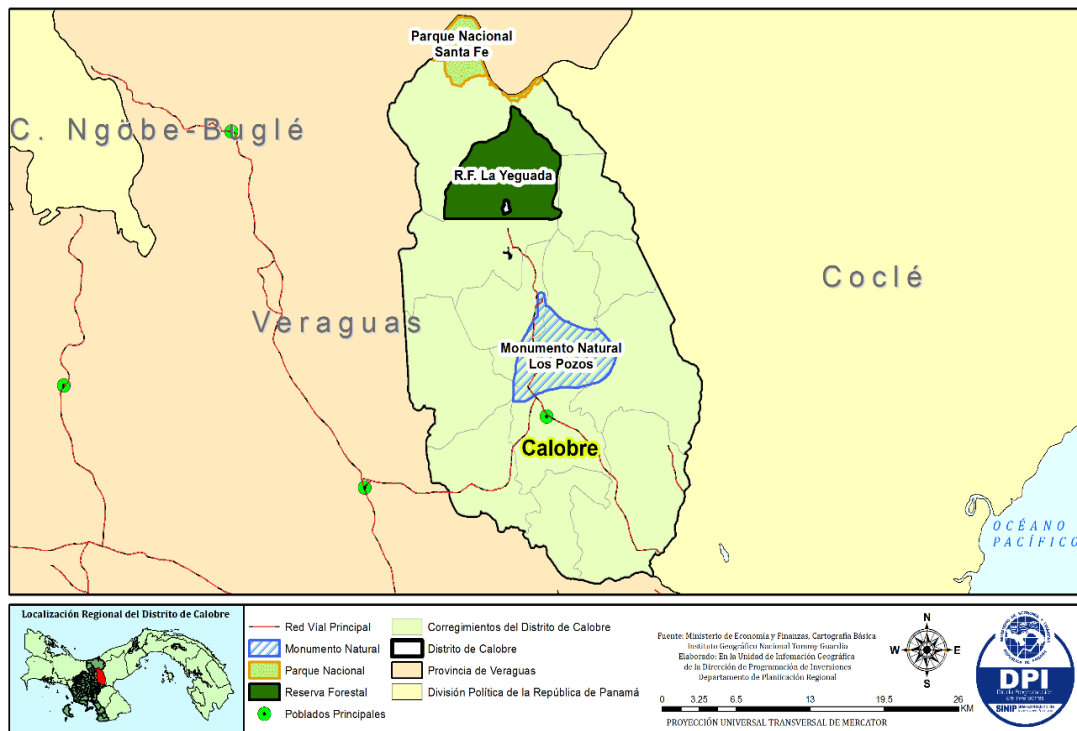 Parque Nacional
Santa Fe
C. Ngöbe-Buglé
R.F. La Yeguada
Coclé
Veraguas
Monumento Natural
Los Pozos
Calobre
OCÉANO
PACÍFICO
Localización Regional del Distrito de Calobre
Red Vial Principal
Monumento Natural
Parque Nacional
Reserva Forestal
Poblados Principales
Corregimientos del Distrito de Calobre
Distrito de Calobre
Provincia de Veraguas
División Política de la República de Panamá
Fuente: Ministerio de Economía y Finanzas, Cartografía Básica
Instituto Geográfico Nacional Tommy Guardia
Elaborado: En la Unidad de Información Geográfica
de la Dirección de Programación de Inversiones
Departamento de Planificación Regional
N
W E
S
0 3.25 6.5 13 19.5 26
KM
PROYECCIÓN UNIVERSAL TRANSVERSAL DE MERCATOR
DPI
SINIP